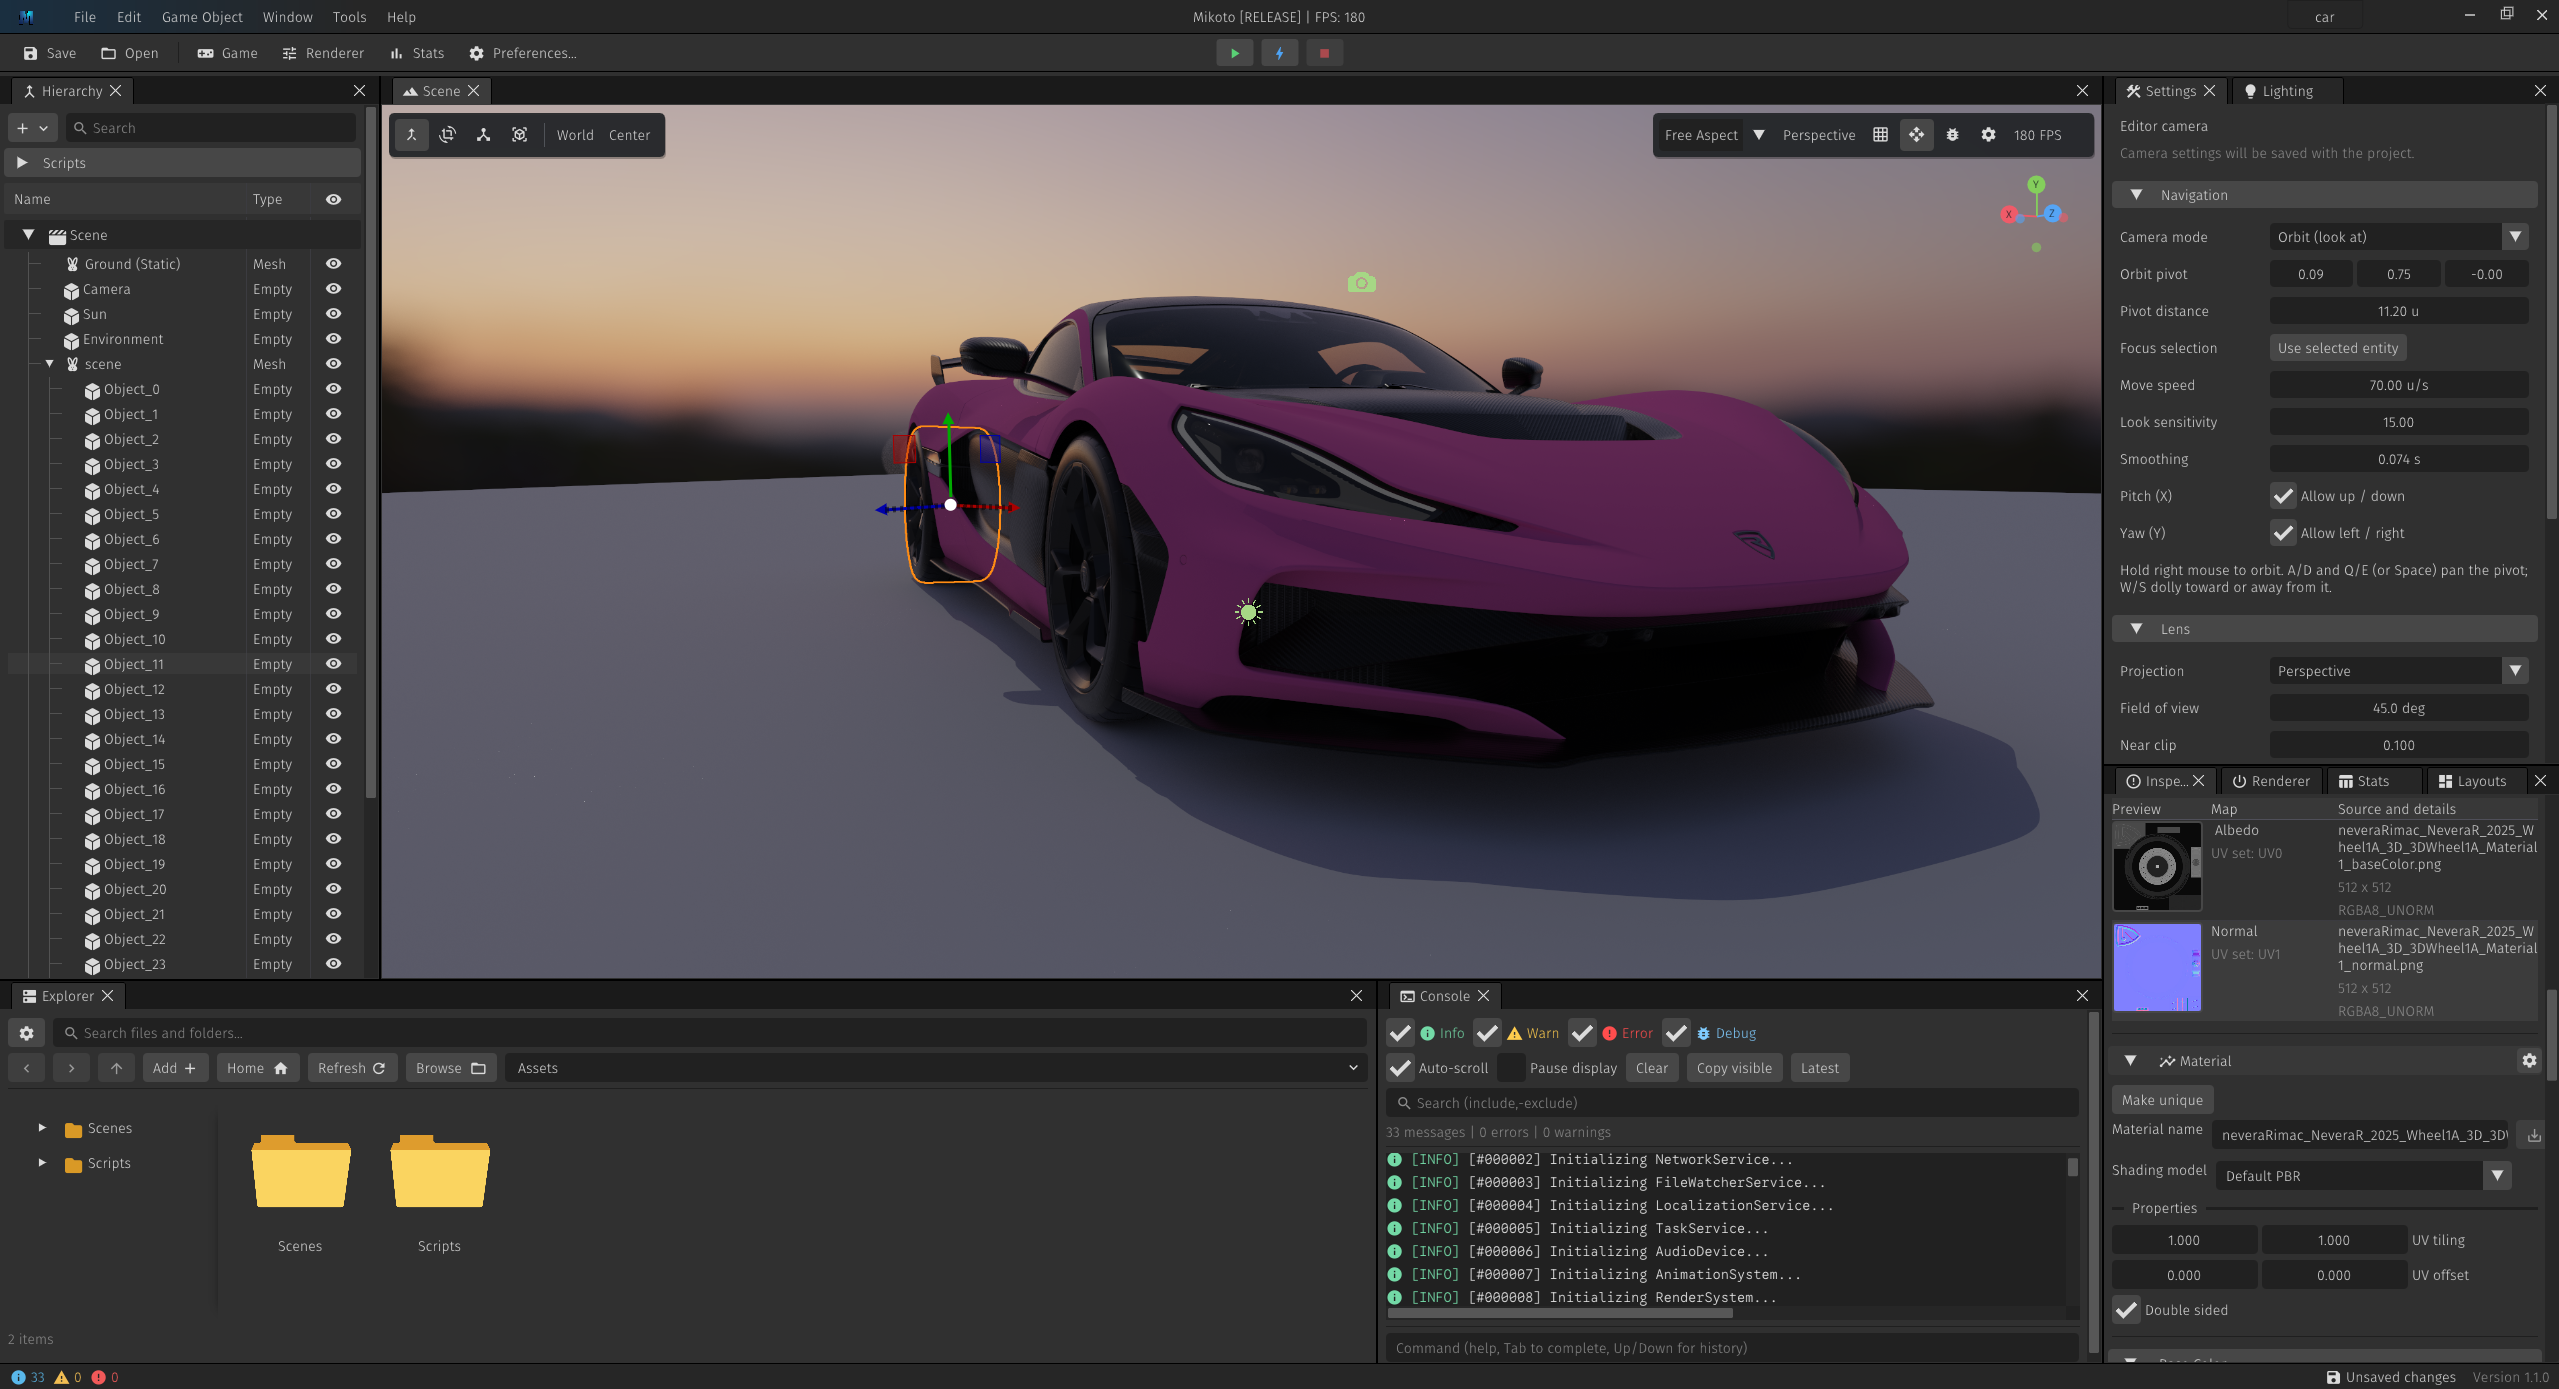 File Edit Game Object Window Tools Help
Mikoto [RELEASE] | FPS: 180
car
Save Open Game Renderer Stats Preferences...
Hierarchy
Search
Scripts
Name Type
Scene
Ground (Static) Mesh
Camera Empty
Sun Empty
Environment Empty
scene Mesh
Object_0 Empty
Object_1 Empty
Object_2 Empty
Object_3 Empty
Object_4 Empty
Object_5 Empty
Object_6 Empty
Object_7 Empty
Object_8 Empty
Object_9 Empty
Object_10 Empty
Object_11 Empty
Object_12 Empty
Object_13 Empty
Object_14 Empty
Object_15 Empty
Object_16 Empty
Object_17 Empty
Object_18 Empty
Object_19 Empty
Object_20 Empty
Object_21 Empty
Object_22 Empty
Object_23 Empty
Scene
World Center
Free Aspect Perspective 180 FPS
Y
X Z
Settings Lighting
Editor camera
Camera settings will be saved with the project.
Navigation
Camera mode Orbit (look at)
Orbit pivot 0.09 0.75 -0.00
Pivot distance 11.20 u
Focus selection Use selected entity
Move speed 70.00 u/s
Look sensitivity 15.00
Smoothing 0.074 s
Pitch (X) Allow up / down
Yaw (Y) Allow left / right
Hold right mouse to orbit. A/D and Q/E (or Space) pan the pivot;
W/S dolly toward or away from it.
Lens
Projection Perspective
Field of view 45.0 deg
Near clip 0.100
Inspe... Renderer Stats Layouts
Preview Map Source and details
Albedo neveraRimac_NeveraR_2025_W
UV set: UV0 heel1A_3D_3DWheel1A_Material
1_baseColor.png
512 x 512
RGBA8_UNORM
Normal neveraRimac_NeveraR_2025_W
UV set: UV1 heel1A_3D_3DWheel1A_Material
1_normal.png
512 x 512
RGBA8_UNORM
Material
Make unique
Material name neveraRimac_NeveraR_2025_Wheel1A_3D_3D
Shading model Default PBR
Properties
1.000 1.000 UV tiling
0.000 0.000 UV offset
Double sided
Explorer
Search files and folders...
Add Home Refresh Browse Assets
Scenes
Scripts
Scenes Scripts
2 items
Console
Info Warn Error Debug
Auto-scroll Pause display Clear Copy visible Latest
Search (include,-exclude)
33 messages | 0 errors | 0 warnings
[INFO] [#000002] Initializing NetworkService...
[INFO] [#000003] Initializing FileWatcherService...
[INFO] [#000004] Initializing LocalizationService...
[INFO] [#000005] Initializing TaskService...
[INFO] [#000006] Initializing AudioDevice...
[INFO] [#000007] Initializing AnimationSystem...
[INFO] [#000008] Initializing RenderSystem...
Command (help, Tab to complete, Up/Down for history)
33 0 0
Unsaved changes Version 1.1.0